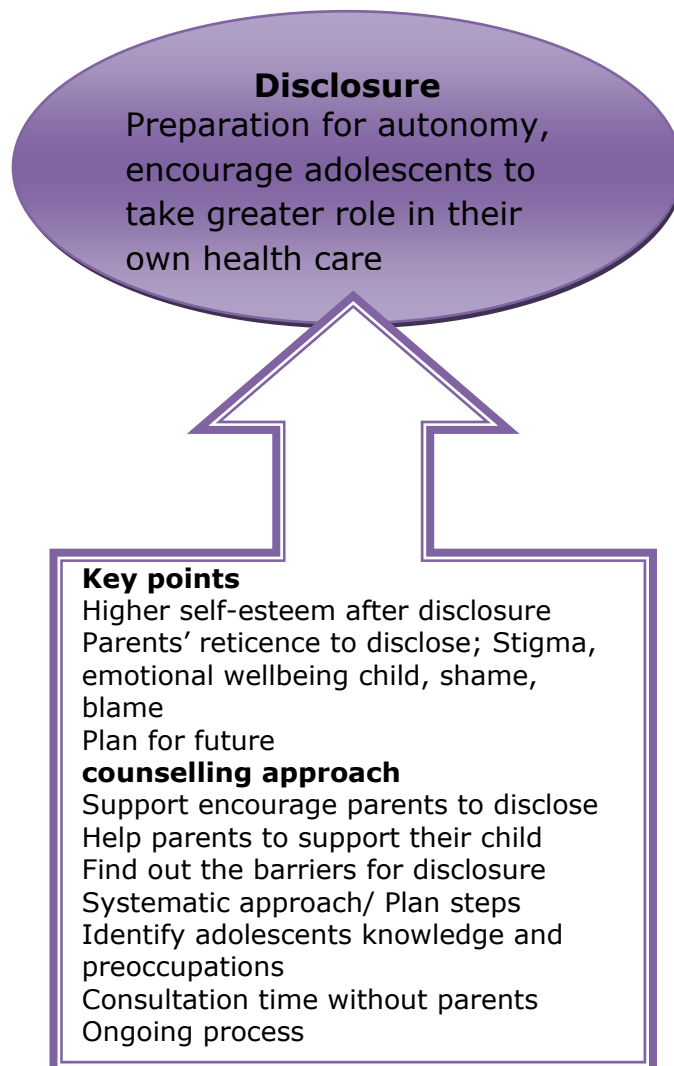 Disclosure
Preparation for autonomy,
encourage adolescents to
take greater role in their
own health care
Key points
Higher self-esteem after disclosure
Parents’ reticence to disclose; Stigma,
emotional wellbeing child, shame,
blame
Plan for future
counselling approach
Support encourage parents to disclose
Help parents to support their child
Find out the barriers for disclosure
Systematic approach/ Plan steps
Identify adolescents knowledge and
preoccupations
Consultation time without parents
Ongoing process